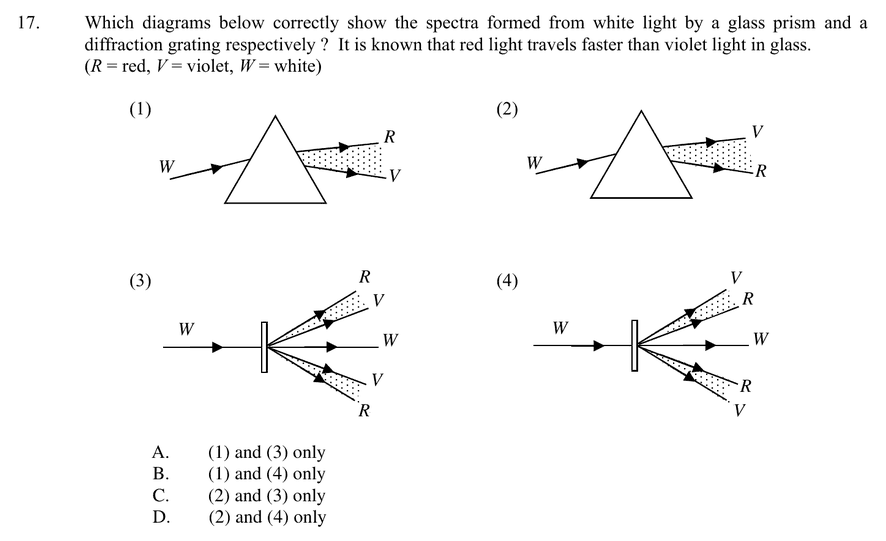 17. Which diagrams below correctly show the spectra formed from white light by a glass prism and a
diffraction grating respectively ? It is known that red light travels faster than violet light in glass.
(R = red, V = violet, W = white)
(1)
R
W
V
(2)
V
W
R
(3)
R
V
W
W
V
R
(4)
V
R
W
W
R
V
A. (1) and (3) only
B. (1) and (4) only
C. (2) and (3) only
D. (2) and (4) only